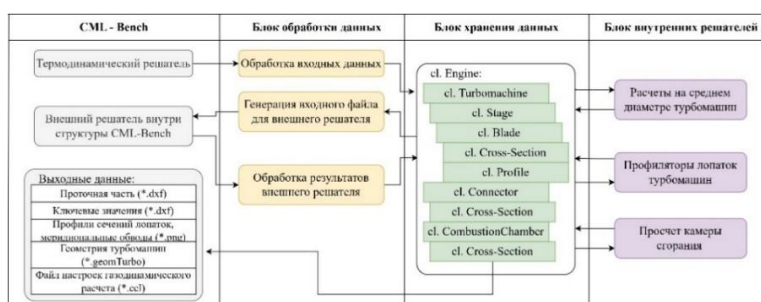 CML - Bench
Блок обработки данных
Блок хранения данных
Блок внутренних решателей
Термодинамический решатель
Внешний решатель внутри
структуры CML-Bench
Выходные данные:
Проточная часть (*.dxf)
Ключевые значения (*.dxf)
Профили сечений лопаток,
меридиональные обводы (*.png)
Геометрия турбомашин
(*.geomTurbo)
Файл настроек газодинамического
расчета (*.ccl)
Обработка входных данных
Генерация входного файла
для внешнего решателя
Обработка результатов
внешнего решателя
cl. Engine:
cl. Turbomachine
cl. Stage
cl. Blade
cl. Cross-Section
cl. Profile
cl. Connector
cl. Cross-Section
cl. CombustionChamber
cl. Cross-Section
Расчеты на среднем
диаметре турбомашин
Профиляторы лопаток
турбомашин
Просчет камеры
сгорания